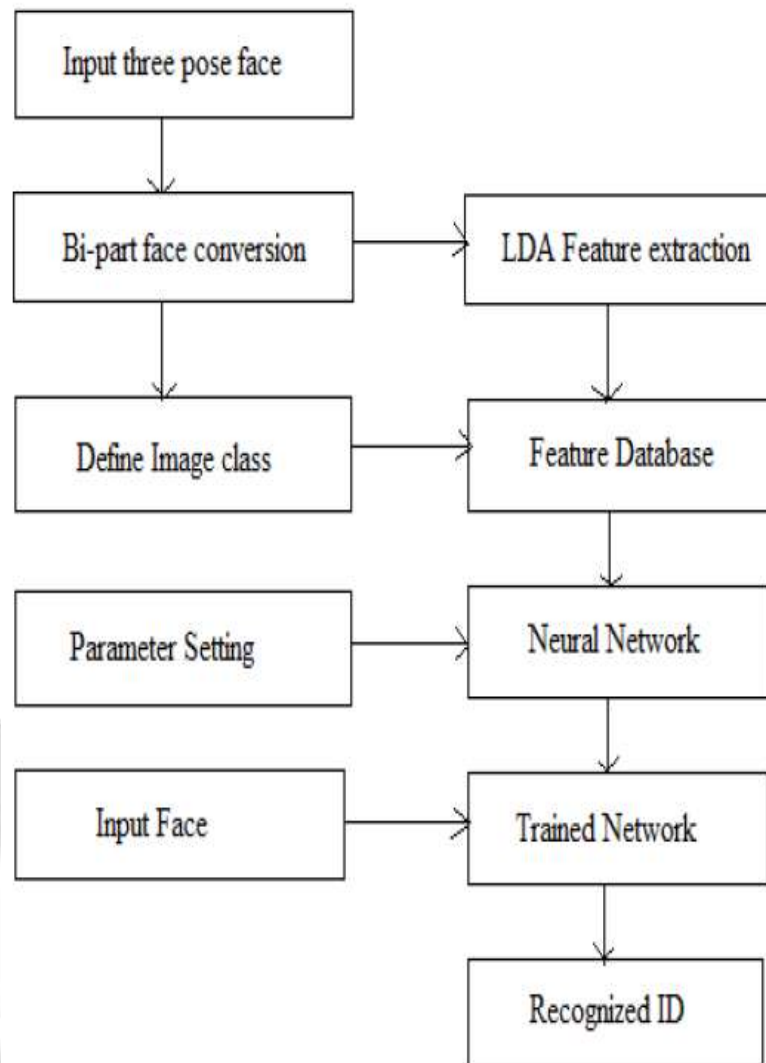 Input three pose face
Bi-part face conversion
LDA Feature extraction
Define Image class
Feature Database
Parameter Setting
Neural Network
Input Face
Trained Network
Recognized ID